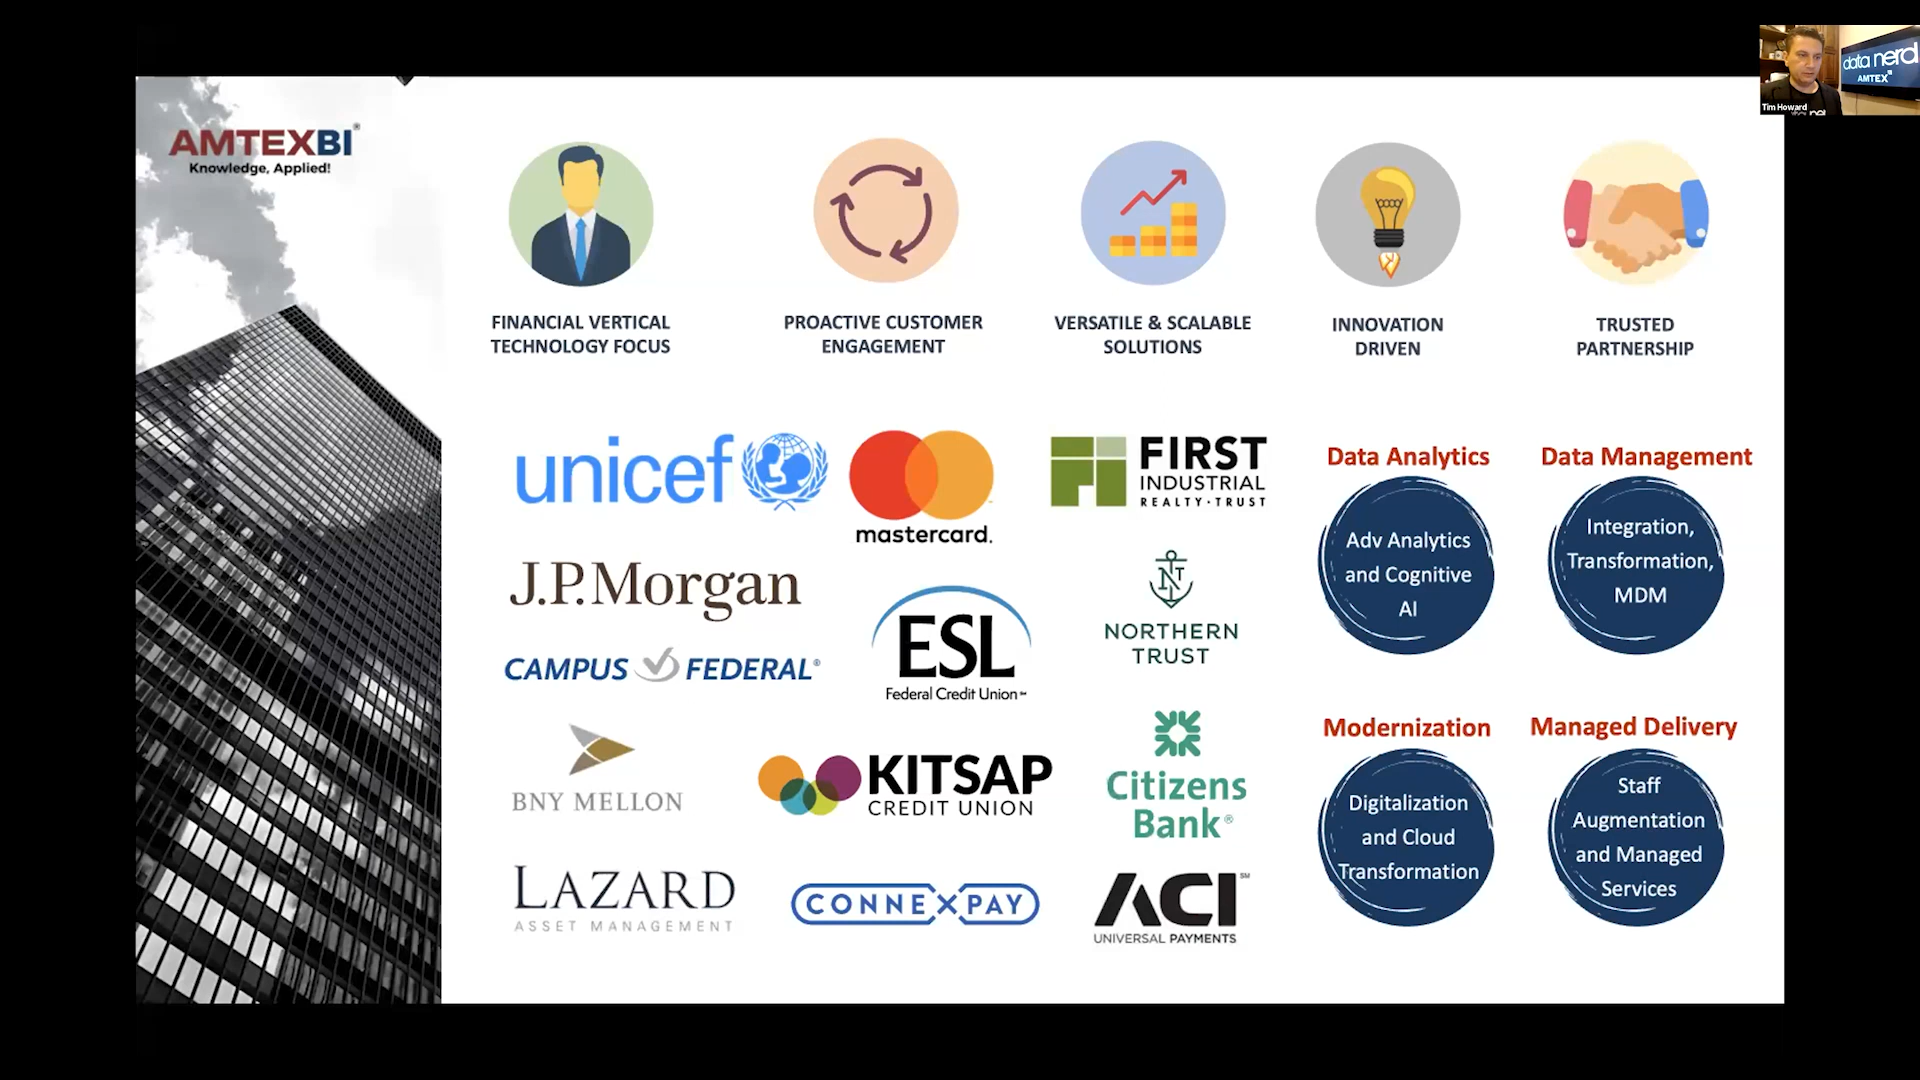 data nerd
AMTEX
Tim Howard
AMTEXBI®
Knowledge, Applied!
FINANCIAL VERTICAL
TECHNOLOGY FOCUS
PROACTIVE CUSTOMER
ENGAGEMENT
VERSATILE & SCALABLE
SOLUTIONS
INNOVATION
DRIVEN
TRUSTED
PARTNERSHIP
unicef
mastercard.
FIRST
INDUSTRIAL
REALTY·TRUST
J.P.Morgan
ESL
Federal Credit Union℠
NORTHERN
TRUST
CAMPUS FEDERAL®
BNY MELLON
KITSAP
CREDIT UNION
Citizens
Bank®
LAZARD
ASSET MANAGEMENT
CONNEXPAY
ACI℠
UNIVERSAL PAYMENTS
Data Analytics
Adv Analytics
and Cognitive
AI
Data Management
Integration,
Transformation,
MDM
Modernization
Digitalization
and Cloud
Transformation
Managed Delivery
Staff
Augmentation
and Managed
Services